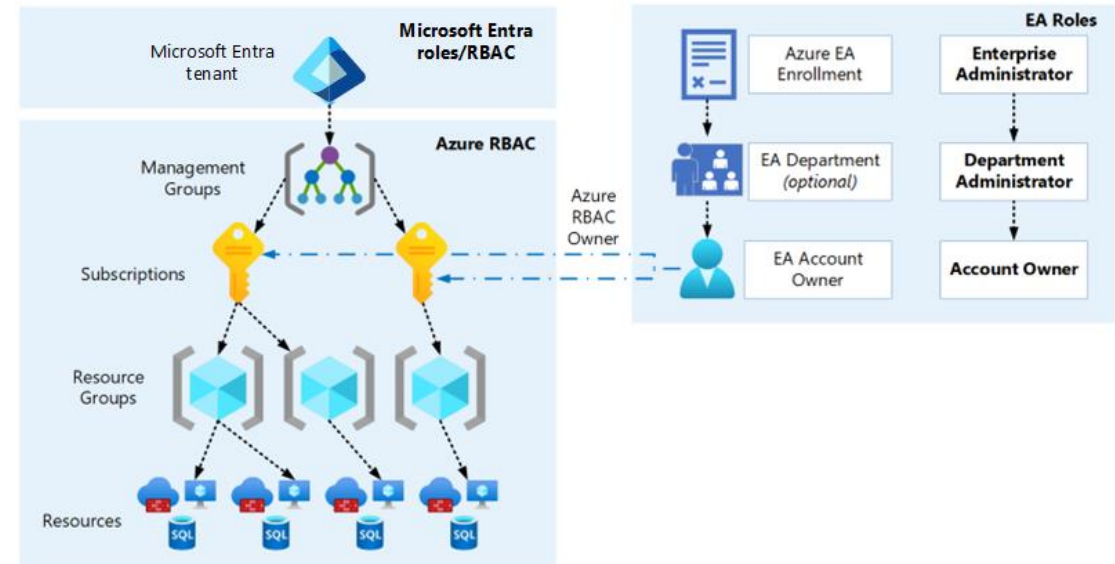 Microsoft Entra
tenant
Microsoft Entra
roles/RBAC
Azure RBAC
Management
Groups
Subscriptions
Resource
Groups
Resources
SQL
SQL
SQL
SQL
Azure
RBAC
Owner
EA Roles
Azure EA
Enrollment
Enterprise
Administrator
EA Department
(optional)
Department
Administrator
EA Account
Owner
Account Owner